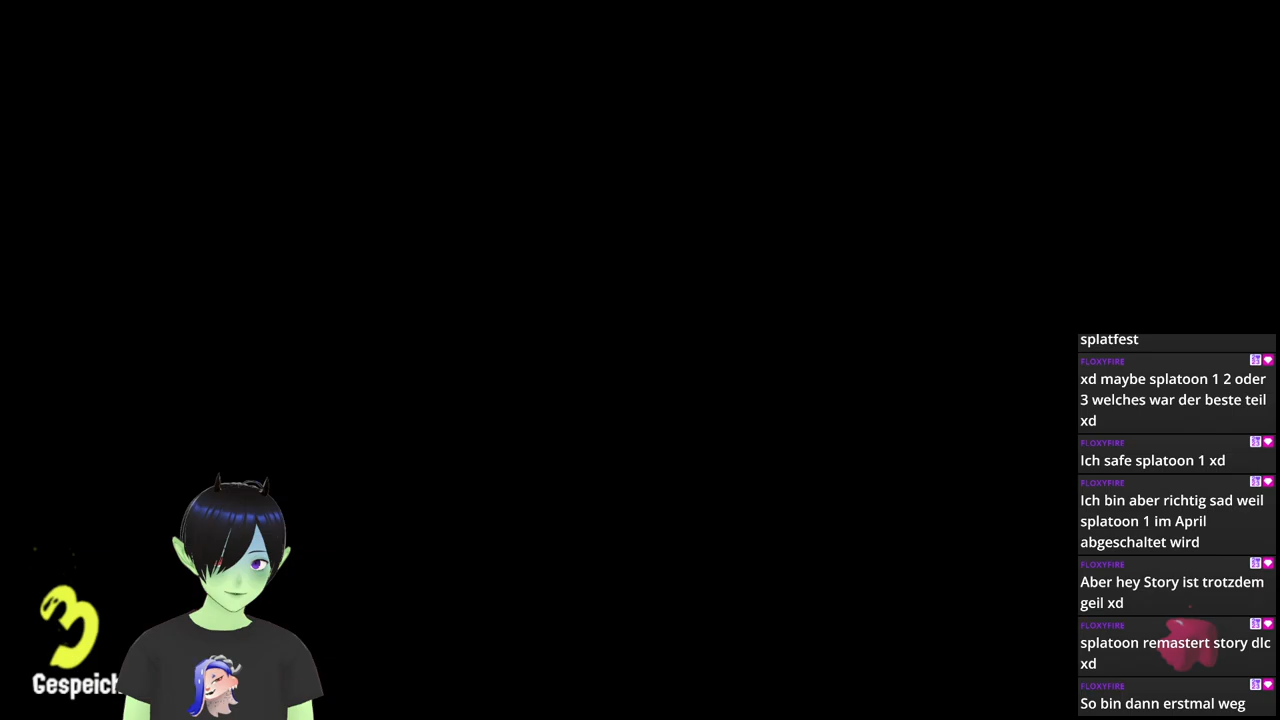 splatfest
FLOXYFIRE
xd maybe splatoon 1 2 oder
3 welches war der beste teil
xd
FLOXYFIRE
Ich safe splatoon 1 xd
FLOXYFIRE
Ich bin aber richtig sad weil
splatoon 1 im April
abgeschaltet wird
FLOXYFIRE
Aber hey Story ist trotzdem
geil xd
FLOXYFIRE
splatoon remastert story dlc
xd
FLOXYFIRE
So bin dann erstmal weg
3
Gespeich